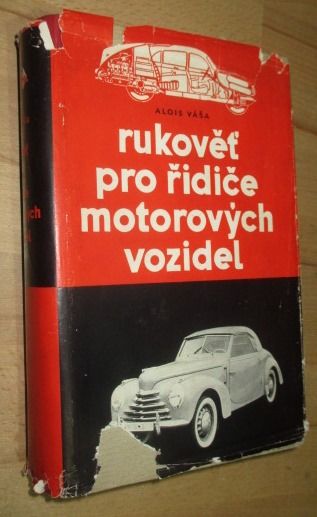 ALOIS VÁŠA
rukověť
pro řidiče
motorových
vozidel